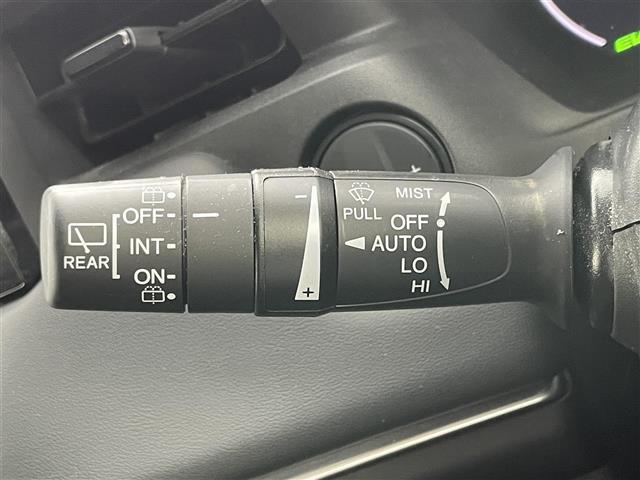 OFF
INT
ON
REAR
−
+
MIST
PULL
OFF
AUTO
LO
HI